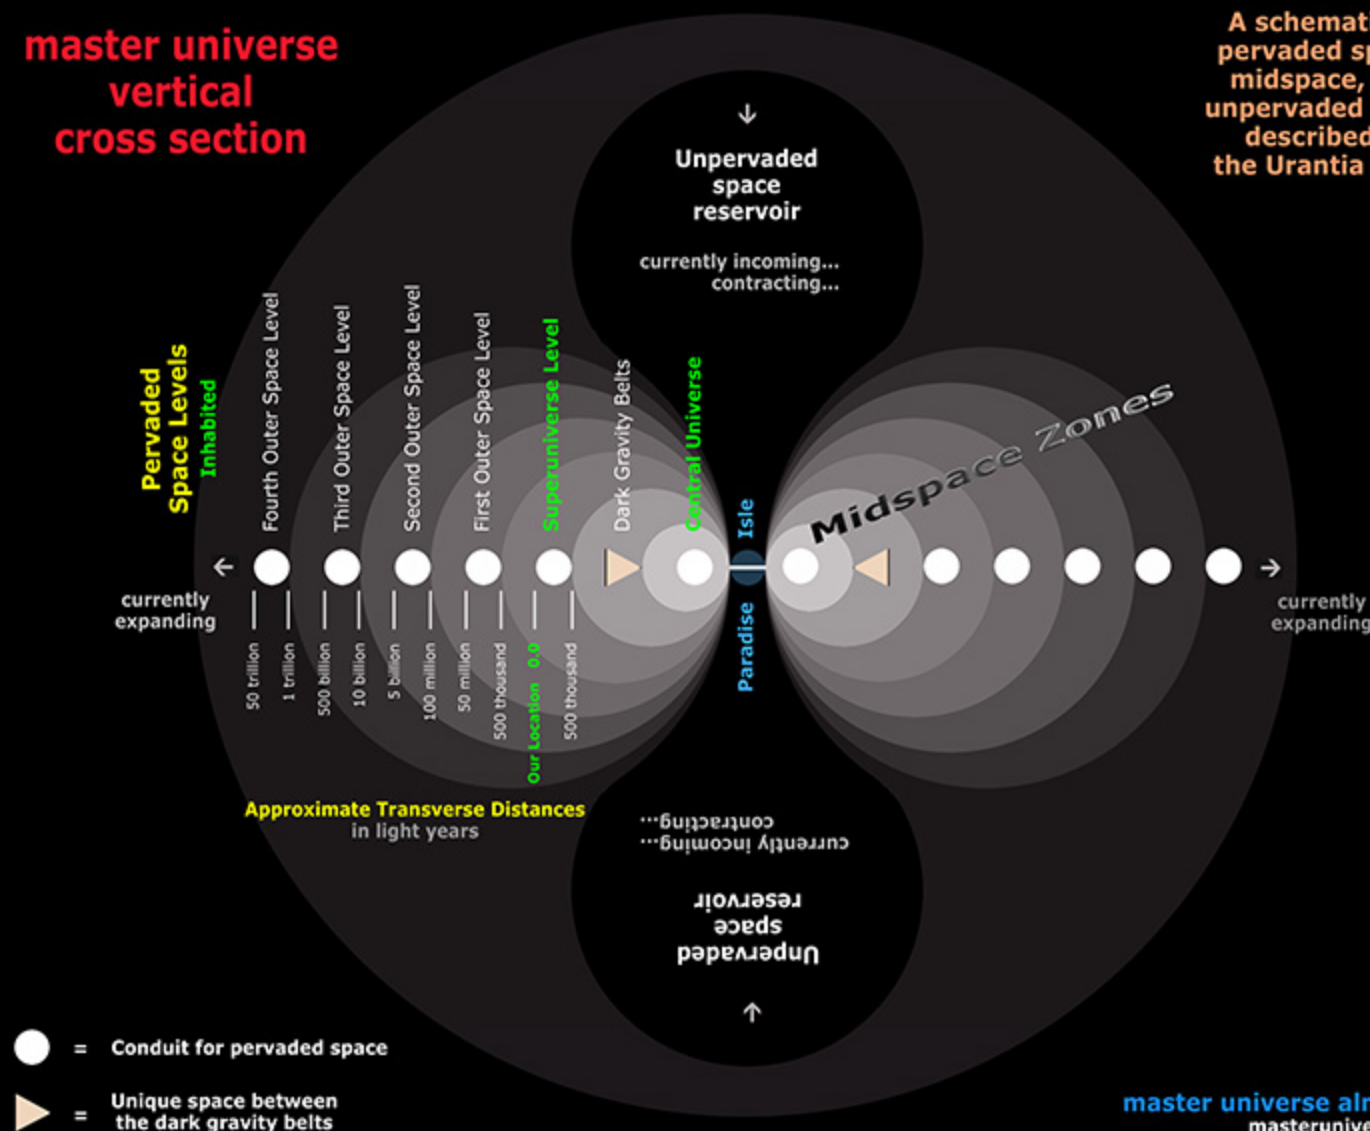 master universe
vertical
cross section
A schemat
pervaded sp
midspace,
unpervaded
described
the Urantia
Unpervaded
space
reservoir
currently incoming...
contracting...
Pervaded
Space Levels
Inhabited
Fourth Outer Space Level
Third Outer Space Level
Second Outer Space Level
First Outer Space Level
Superuniverse Level
Dark Gravity Belts
Central Universe
Isle
Paradise
Midspace Zones
currently
expanding
currently
expanding
50 trillion
1 trillion
500 billion
10 billion
5 billion
100 million
50 million
500 thousand
Our Location 0.0
500 thousand
Approximate Transverse Distances
in light years
Unpervaded
space
reservoir
currently incoming...
contracting...
= Conduit for pervaded space
= Unique space between
the dark gravity belts
master universe alm
masterunive